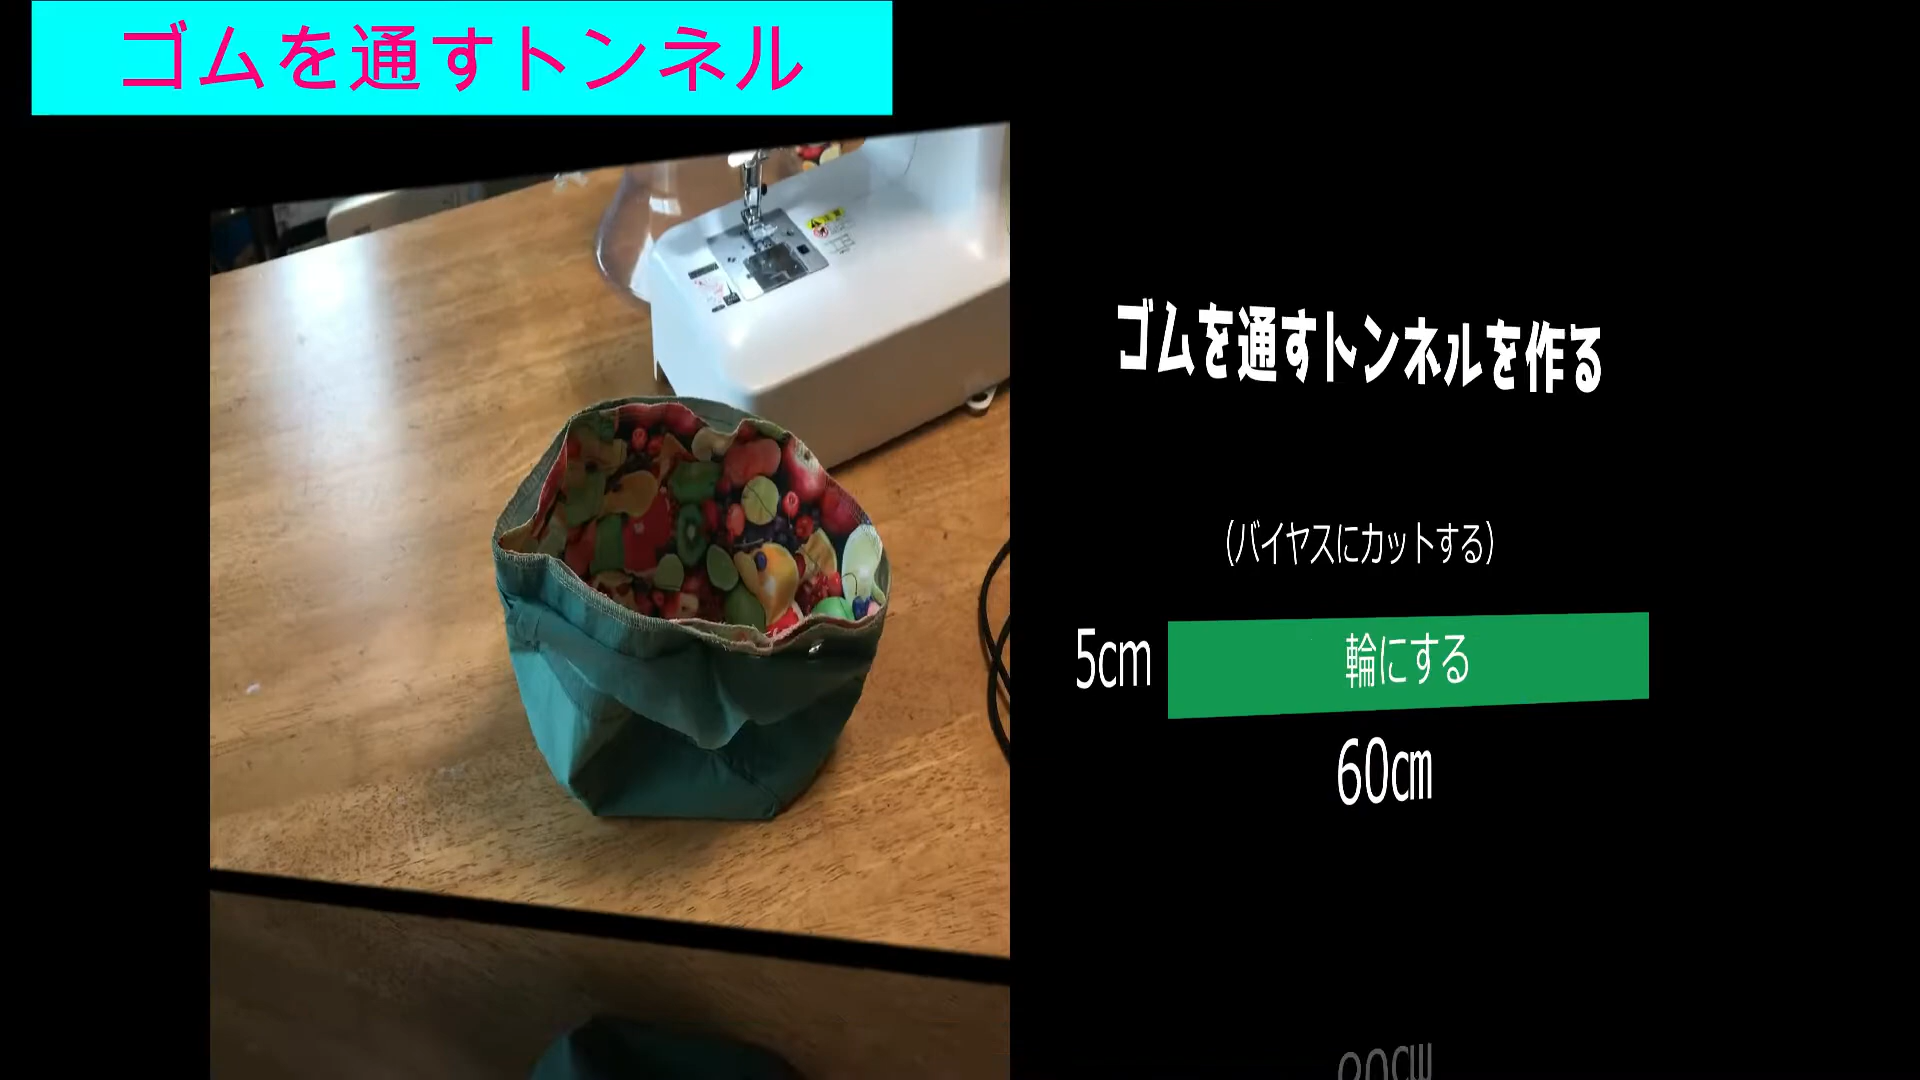 ゴムを通すトンネル
ゴムを通すトンネルを作る
（バイヤスにカットする）
5cm
輪にする
60㎝